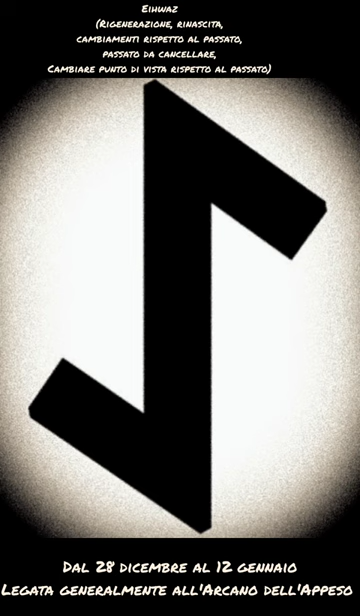 Eihwaz
(Rigenerazione, rinascita,
cambiamenti rispetto al passato,
passato da cancellare,
Cambiare punto di vista rispetto al passato)
Dal 28 dicembre al 12 gennaio
Legata generalmente all'Arcano dell'Appeso